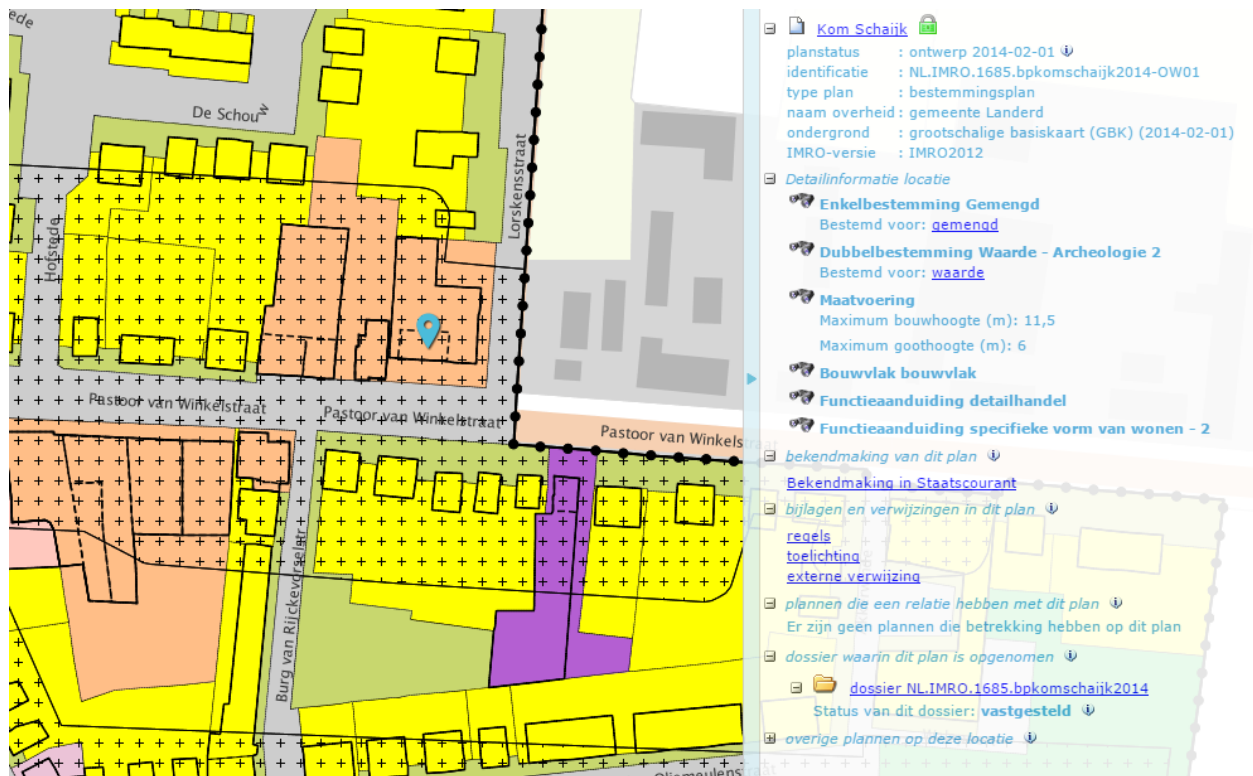 De Schouw
Hofstede
Lorskensstraat
Pastoor van Winkelstraat
Pastoor van Winkelstraat
Pastoor van Winkelstraat
Burg van Rijckevorselstr
Kom Schaijk
planstatus : ontwerp 2014-02-01
identificatie : NL.IMRO.1685.bpkomschaijk2014-OW01
type plan : bestemmingsplan
naam overheid : gemeente Landerd
ondergrond : grootschalige basiskaart (GBK) (2014-02-01)
IMRO-versie : IMRO2012
Detailinformatie locatie
Enkelbestemming Gemengd
Bestemd voor: gemengd
Dubbelbestemming Waarde - Archeologie 2
Bestemd voor: waarde
Maatvoering
Maximum bouwhoogte (m): 11,5
Maximum goothoogte (m): 6
Bouwvlak bouwvlak
Functieaanduiding detailhandel
Functieaanduiding specifieke vorm van wonen - 2
bekendmaking van dit plan
Bekendmaking in Staatscourant
bijlagen en verwijzingen in dit plan
regels
toelichting
externe verwijzing
plannen die een relatie hebben met dit plan
Er zijn geen plannen die betrekking hebben op dit plan
dossier waarin dit plan is opgenomen
dossier NL.IMRO.1685.bpkomschaijk2014
Status van dit dossier: vastgesteld
overige plannen op deze locatie